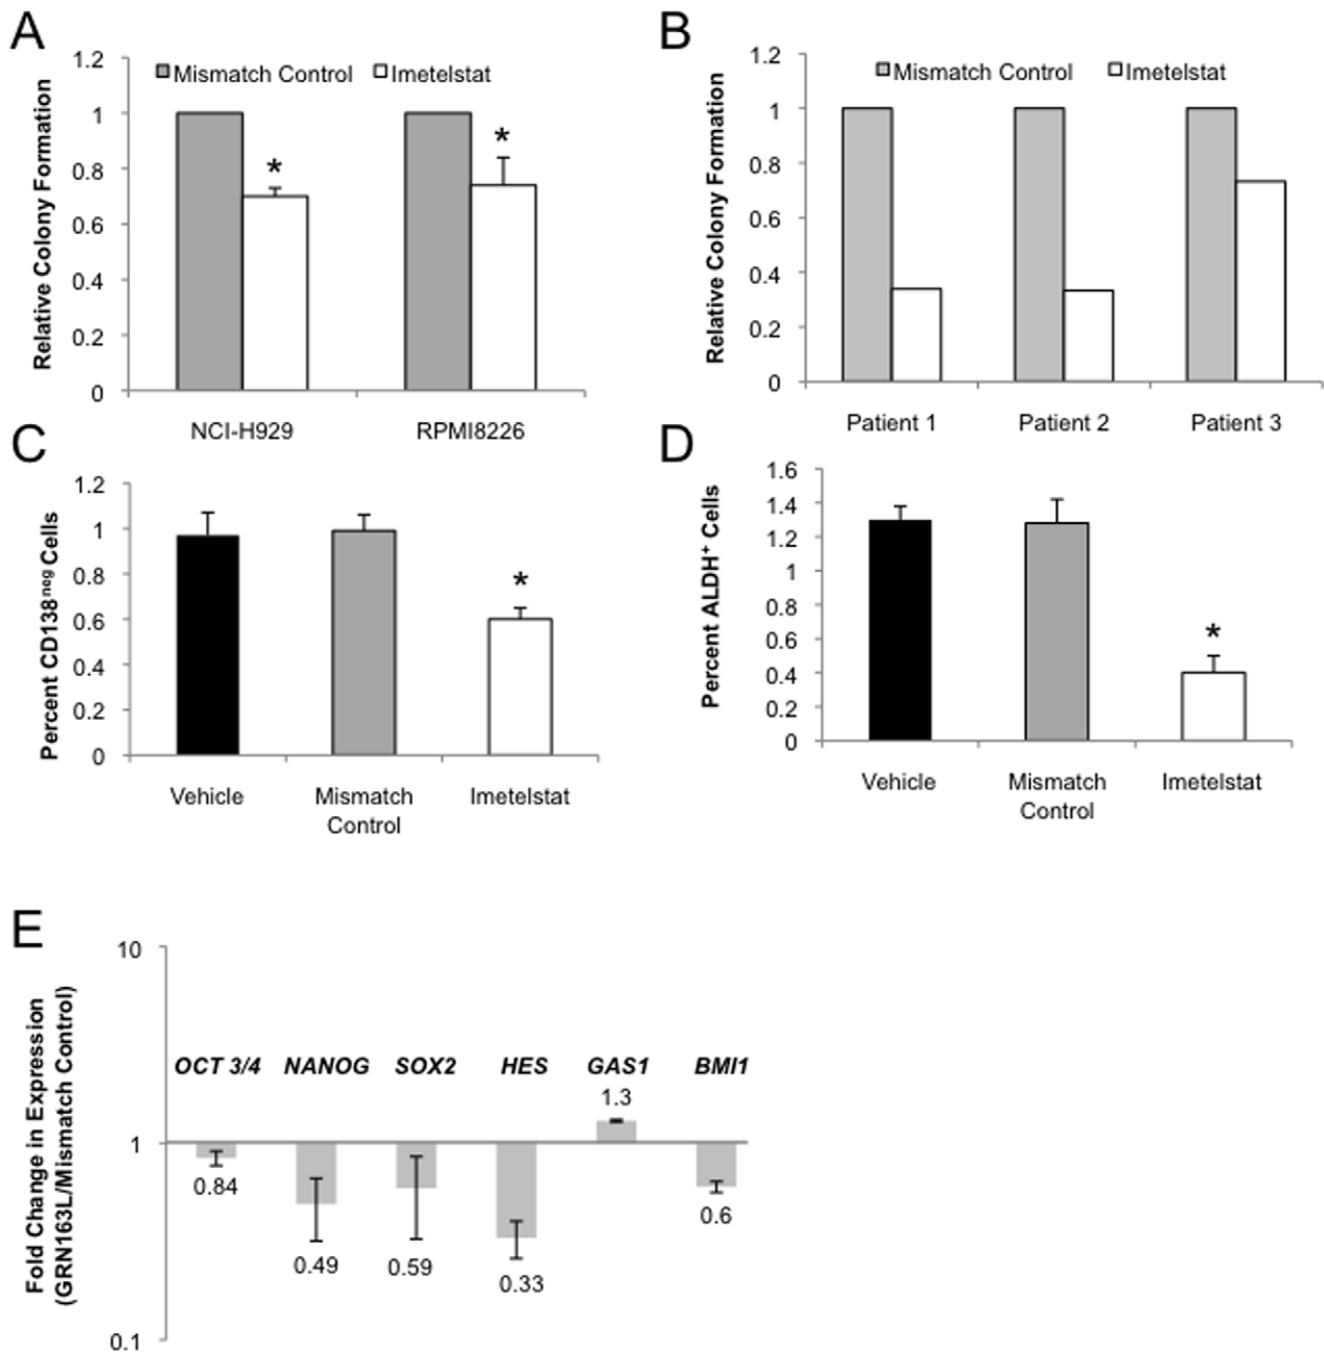 A
1.2
1
0.8
0.6
0.4
0.2
0
Relative Colony Formation
Mismatch Control
Imetelstat
*
*
NCI-H929
RPMI8226
B
1.2
1
0.8
0.6
0.4
0.2
0
Relative Colony Formation
Mismatch Control
Imetelstat
Patient 1
Patient 2
Patient 3
C
1.2
1
0.8
0.6
0.4
0.2
0
Percent CD138neg Cells
*
Vehicle
Mismatch
Control
Imetelstat
D
1.6
1.4
1.2
1
0.8
0.6
0.4
0.2
0
Percent ALDH+ Cells
*
Vehicle
Mismatch
Control
Imetelstat
E
10
1
0.1
Fold Change in Expression
(GRN163L/Mismatch Control)
OCT 3/4
NANOG
SOX2
HES
GAS1
BMI1
0.84
0.49
0.59
0.33
1.3
0.6